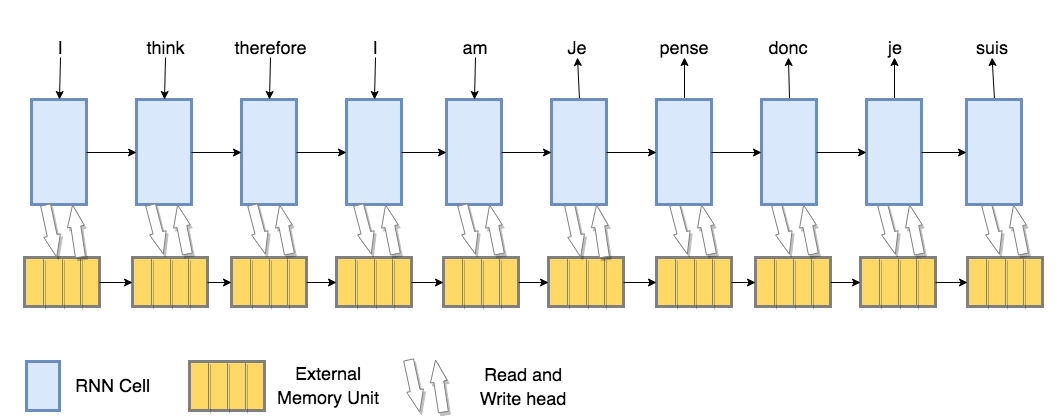 I think therefore I am Je pense donc je suis
RNN Cell
External
Memory Unit
Read and
Write head